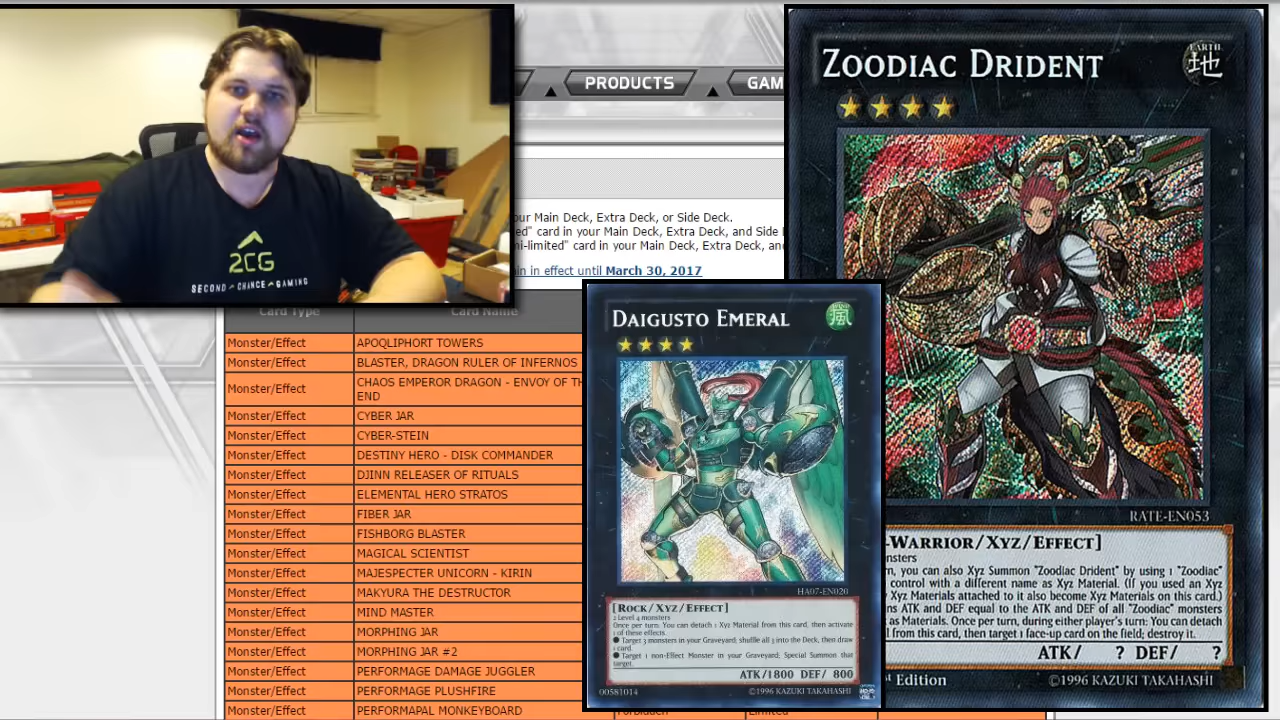 2CG
SECOND CHANCE GAMING
PRODUCTS
GAM
our Main Deck, Extra Deck, or Side Deck.
ed" card in your Main Deck, Extra Deck, and Side
mi-limited" card in your Main Deck, Extra Deck, an
in in effect until March 30, 2017
Card Type Card Name
Monster/Effect APOQLIPHORT TOWERS
Monster/Effect BLASTER, DRAGON RULER OF INFERNOS
Monster/Effect CHAOS EMPEROR DRAGON - ENVOY OF TH
END
Monster/Effect CYBER JAR
Monster/Effect CYBER-STEIN
Monster/Effect DESTINY HERO - DISK COMMANDER
Monster/Effect DJINN RELEASER OF RITUALS
Monster/Effect ELEMENTAL HERO STRATOS
Monster/Effect FIBER JAR
Monster/Effect FISHBORG BLASTER
Monster/Effect MAGICAL SCIENTIST
Monster/Effect MAJESPECTER UNICORN - KIRIN
Monster/Effect MAKYURA THE DESTRUCTOR
Monster/Effect MIND MASTER
Monster/Effect MORPHING JAR
Monster/Effect MORPHING JAR #2
Monster/Effect PERFORMAGE DAMAGE JUGGLER
Monster/Effect PERFORMAGE PLUSHFIRE
Monster/Effect PERFORMAPAL MONKEYBOARD Forbidden Limited
DAIGUSTO EMERAL
WIND
風
HA07-EN020
[ROCK/XYZ/EFFECT]
2 Level 4 monsters
Once per turn: You can detach 1 Xyz Material from this card, then activate
1 of these effects.
● Target 3 monsters in your Graveyard; shuffle all 3 into the Deck, then draw
1 card.
● Target 1 non-Effect Monster in your Graveyard; Special Summon that
target.
ATK/1800 DEF/ 800
00581014 ©1996 KAZUKI TAKAHASHI
ZOODIAC DRIDENT
EARTH
地
RATE-EN053
-WARRIOR/XYZ/EFFECT]
nsters
rn, you can also Xyz Summon "Zoodiac Drident" by using 1 "Zoodiac"
control with a different name as Xyz Material. (If you used an Xyz
Xyz Materials attached to it also become Xyz Materials on this card.)
ns ATK and DEF equal to the ATK and DEF of all "Zoodiac" monsters
as Materials. Once per turn, during either player's turn: You can detach
l from this card, then target 1 face-up card on the field; destroy it.
ATK/ ? DEF/ ?
st Edition ©1996 KAZUKI TAKAHASHI